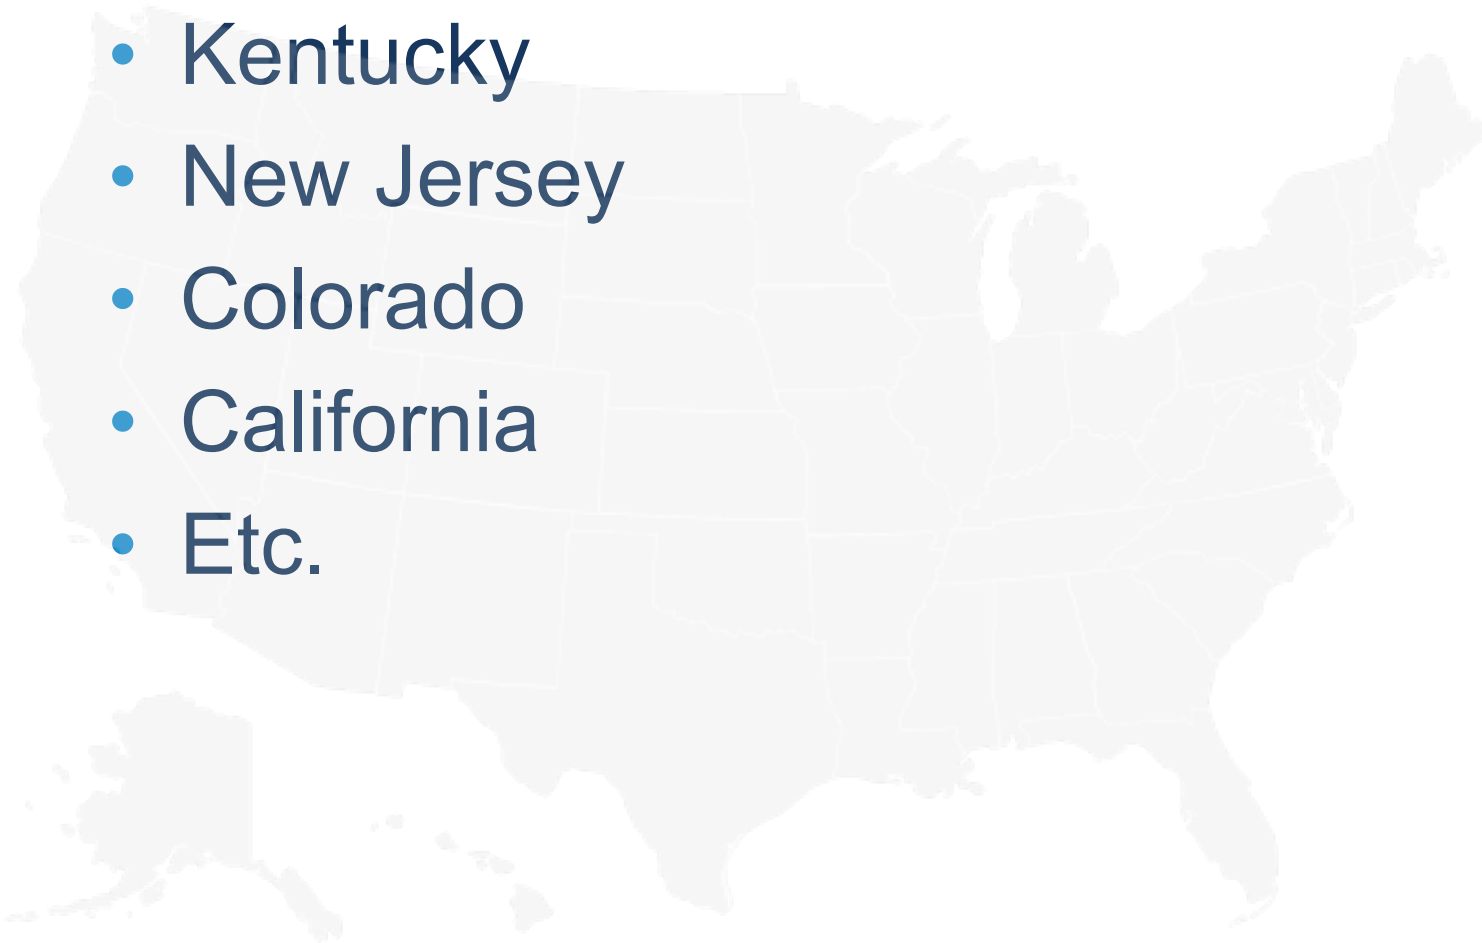 • Kentucky
• New Jersey
• Colorado
• California
• Etc.